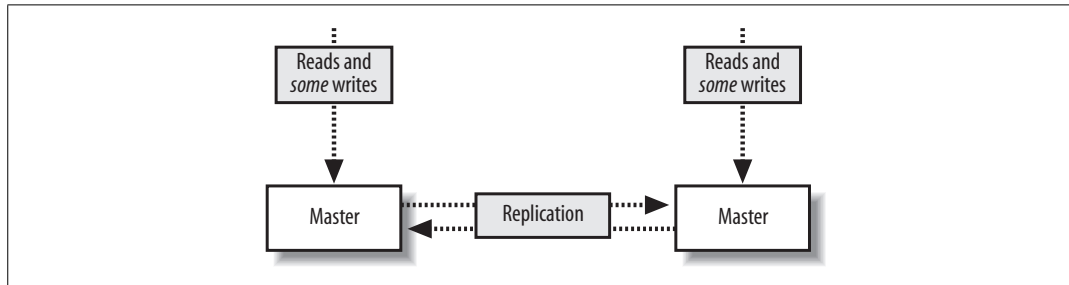 Reads and
some writes
Reads and
some writes
Master
Replication
Master